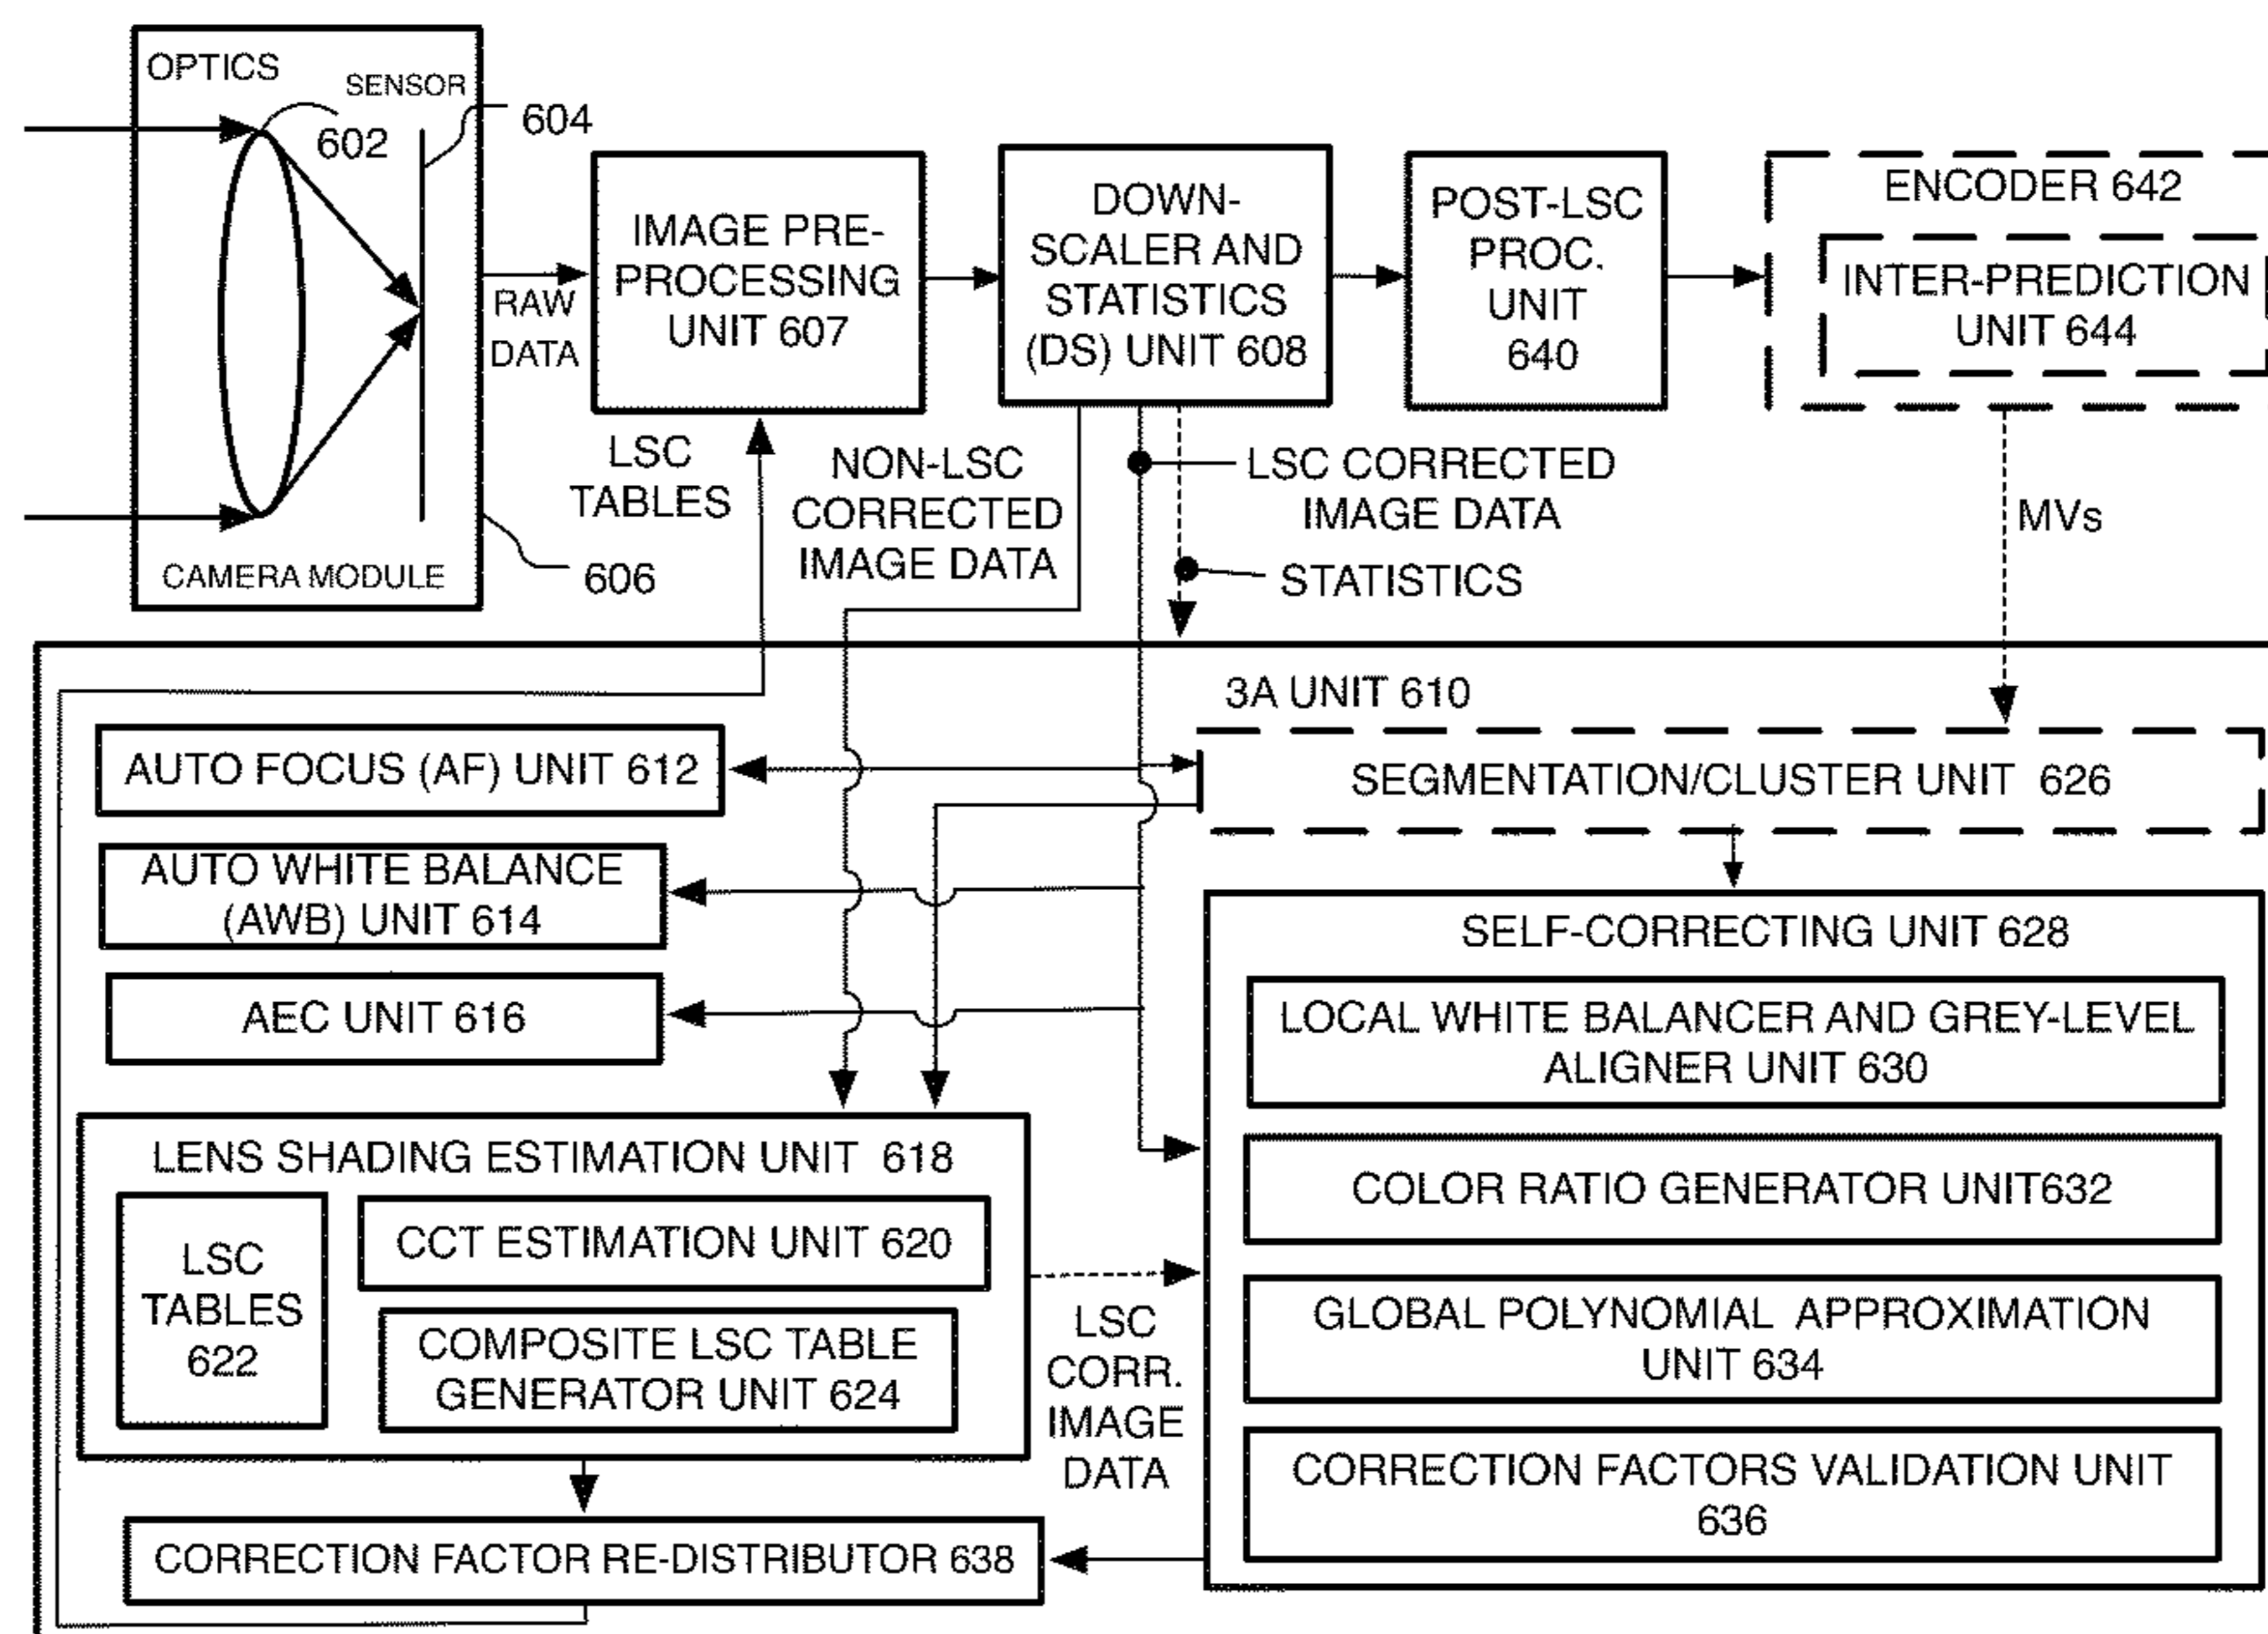 OPTICS
SENSOR
602
604
CAMERA MODULE
606
RAW
DATA
IMAGE PRE-
PROCESSING
UNIT 607
DOWN-
SCALER AND
STATISTICS
(DS) UNIT 608
POST-LSC
PROC.
UNIT
640
ENCODER 642
INTER-PREDICTION
UNIT 644
LSC
TABLES
NON-LSC
CORRECTED
IMAGE DATA
LSC CORRECTED
IMAGE DATA
STATISTICS
MVs
3A UNIT 610
AUTO FOCUS (AF) UNIT 612
SEGMENTATION/CLUSTER UNIT 626
AUTO WHITE BALANCE
(AWB) UNIT 614
AEC UNIT 616
SELF-CORRECTING UNIT 628
LOCAL WHITE BALANCER AND GREY-LEVEL
ALIGNER UNIT 630
COLOR RATIO GENERATOR UNIT632
GLOBAL POLYNOMIAL APPROXIMATION
UNIT 634
CORRECTION FACTORS VALIDATION UNIT
636
LENS SHADING ESTIMATION UNIT 618
LSC
TABLES
622
CCT ESTIMATION UNIT 620
COMPOSITE LSC TABLE
GENERATOR UNIT 624
LSC
CORR.
IMAGE
DATA
CORRECTION FACTOR RE-DISTRIBUTOR 638